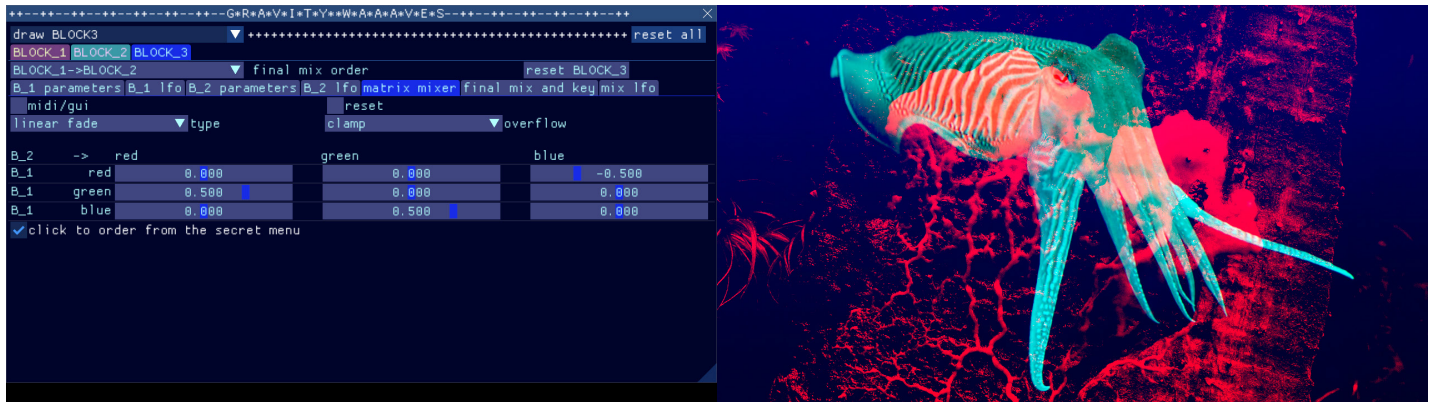 ++--++--++--++--++--++--++--G*R*A*V*I*T*Y**W*A*A*A*V*E*S--++--++--++--++--++--++
draw BLOCK3 +++++++++++++++++++++++++++++++++++++++++++++++++ reset all
BLOCK_1 BLOCK_2 BLOCK_3
BLOCK_1->BLOCK_2 final mix order reset BLOCK_3
B_1 parameters B_1 lfo B_2 parameters B_2 lfo matrix mixer final mix and key mix lfo
midi/gui reset
linear fade type clamp overflow
B_2 -> red green blue
B_1 red 0.000 0.000 -0.500
B_1 green 0.500 0.000 0.000
B_1 blue 0.000 0.500 0.000
click to order from the secret menu